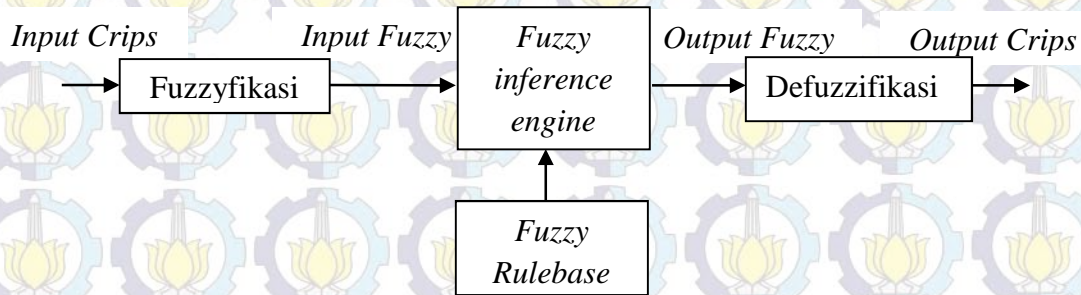 Input Crips
Input Fuzzy
Fuzzy
inference
engine
Output Fuzzy
Output Crips
Fuzzyfikasi
Defuzzifikasi
Fuzzy
Rulebase